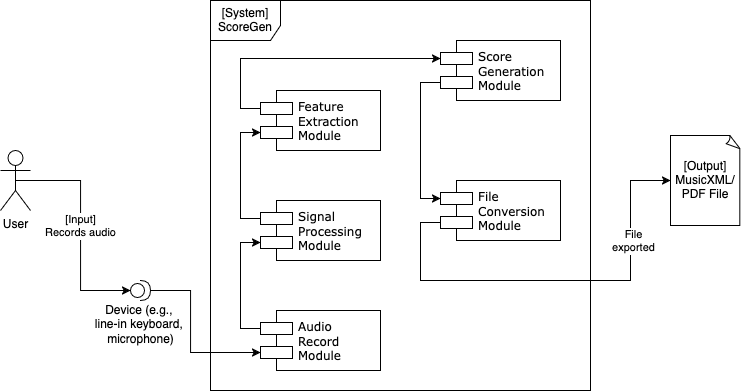 [System]
ScoreGen
Score
Generation
Module
Feature
Extraction
Module
[Output]
MusicXML/
PDF File
User
[Input]
Records audio
Signal
Processing
Module
File
Conversion
Module
File
exported
Device (e.g.,
line-in keyboard,
microphone)
Audio
Record
Module